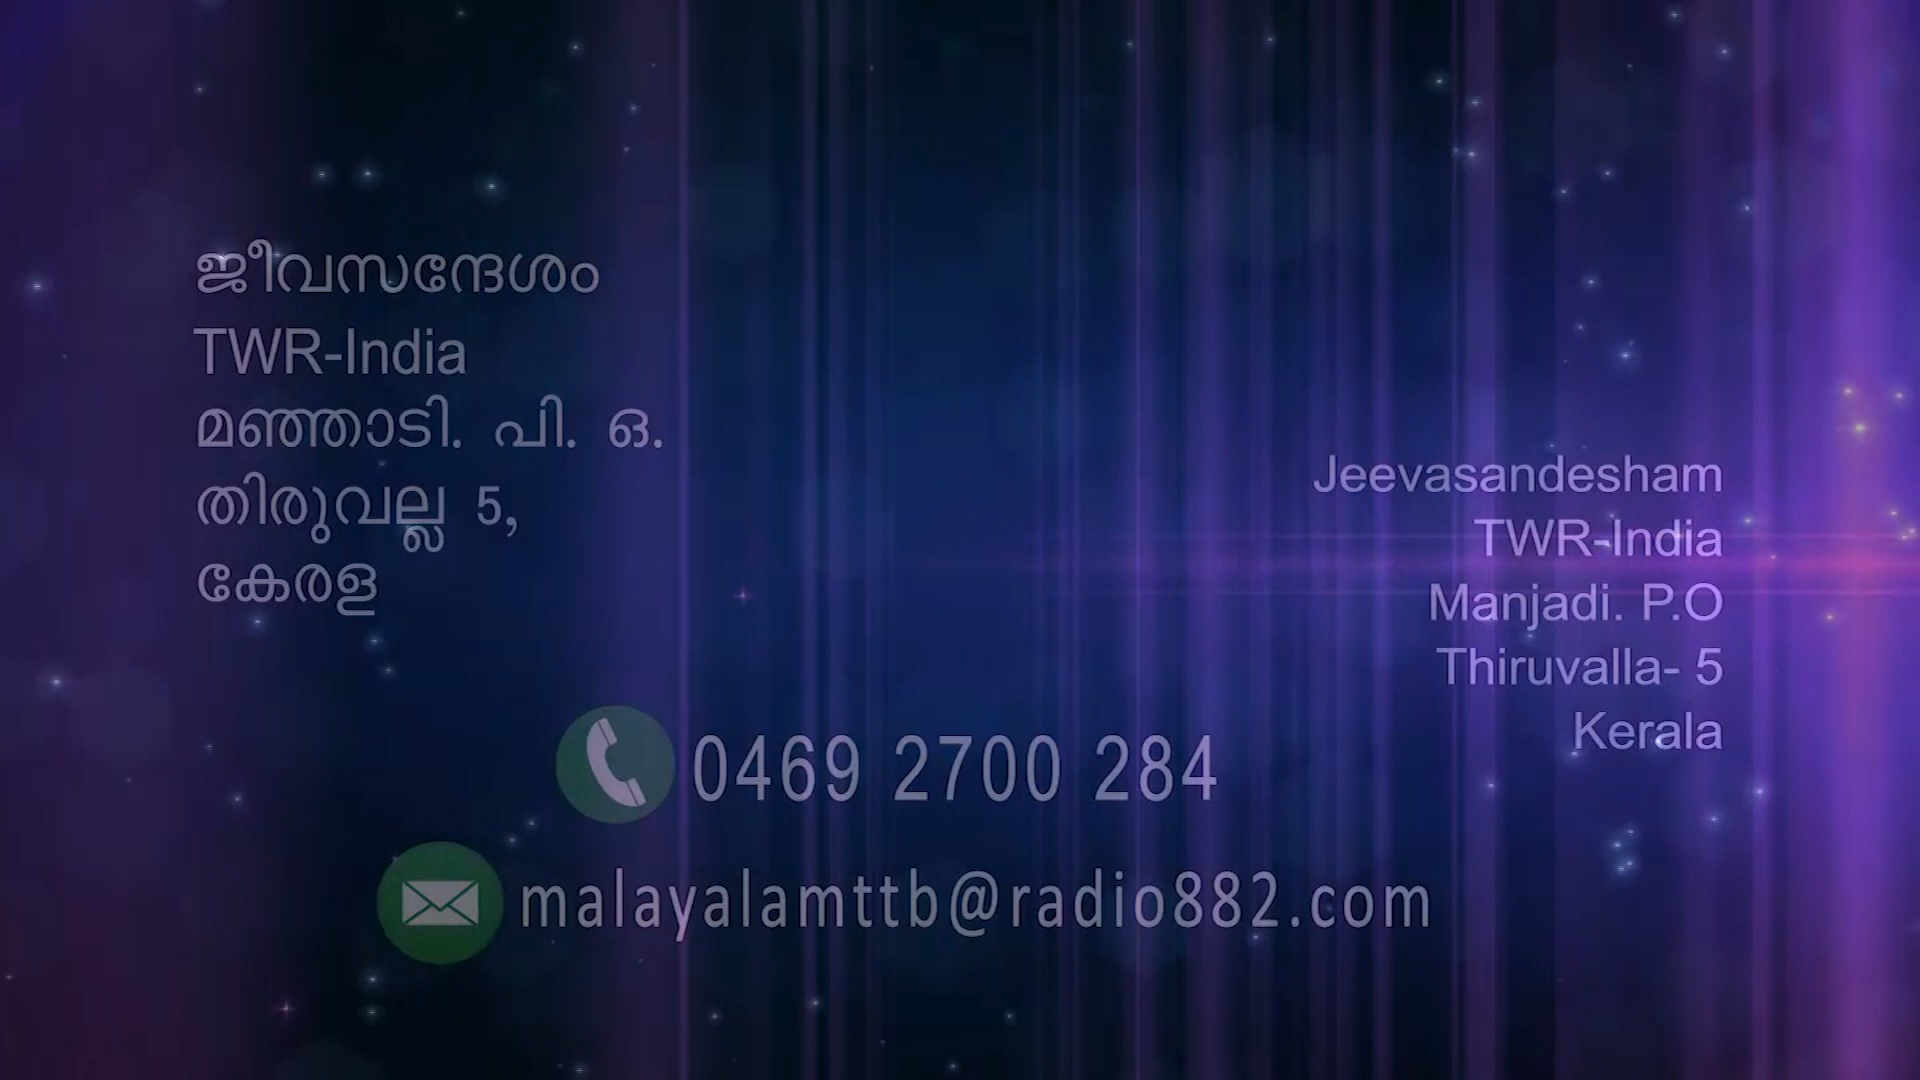 ജീവസന്ദേശം
TWR-India
മഞ്ഞാടി. പി. ഒ.
തിരുവല്ല 5,
കേരള
Jeevasandesham
TWR-India
Manjadi. P.O
Thiruvalla- 5
Kerala
0469 2700 284
malayalamttb@radio882.com